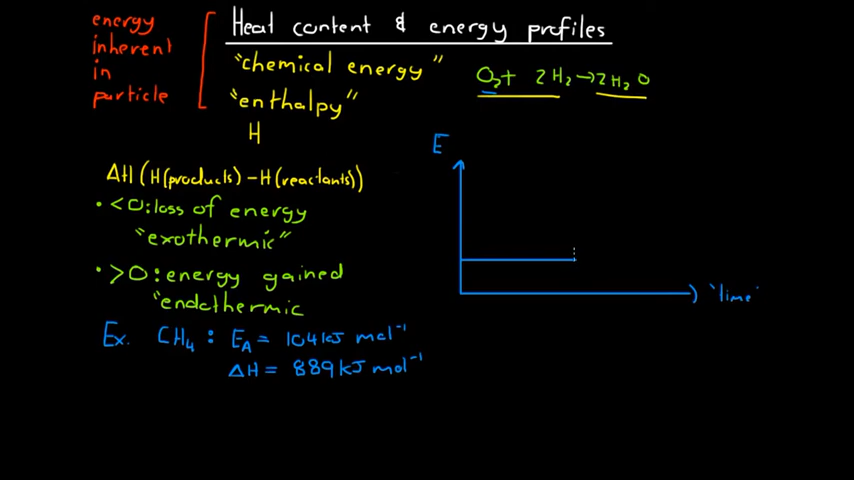 Heat content & energy profiles
energy
inherent
in
particle
"chemical energy"
"enthalpy"
H
O₂ + 2H₂ → 2H₂O
ΔH (H(products) - H(reactants))
• <0: loss of energy
"exothermic"
• >0: energy gained
"endothermic
Ex. CH₄ : E_A = 104 kJ mol⁻¹
ΔH = 889 kJ mol⁻¹
E
"time"